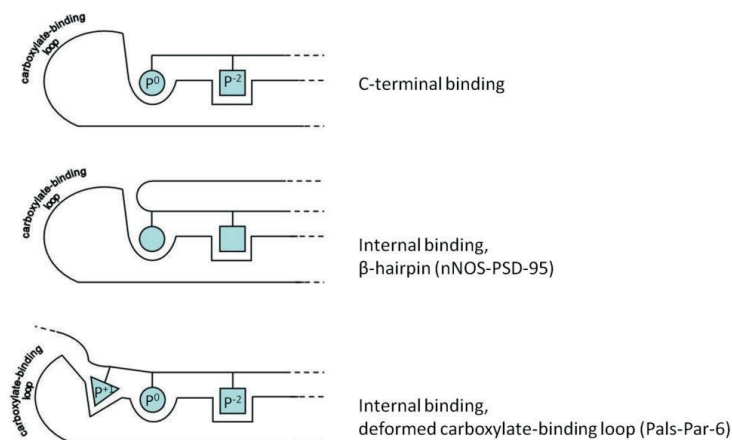 carboxylate-binding
loop
P0
P-2
C-terminal binding
carboxylate-binding
loop
Internal binding,
β-hairpin (nNOS-PSD-95)
carboxylate-binding
loop
P+1
P0
P-2
Internal binding,
deformed carboxylate-binding loop (Pals-Par-6)